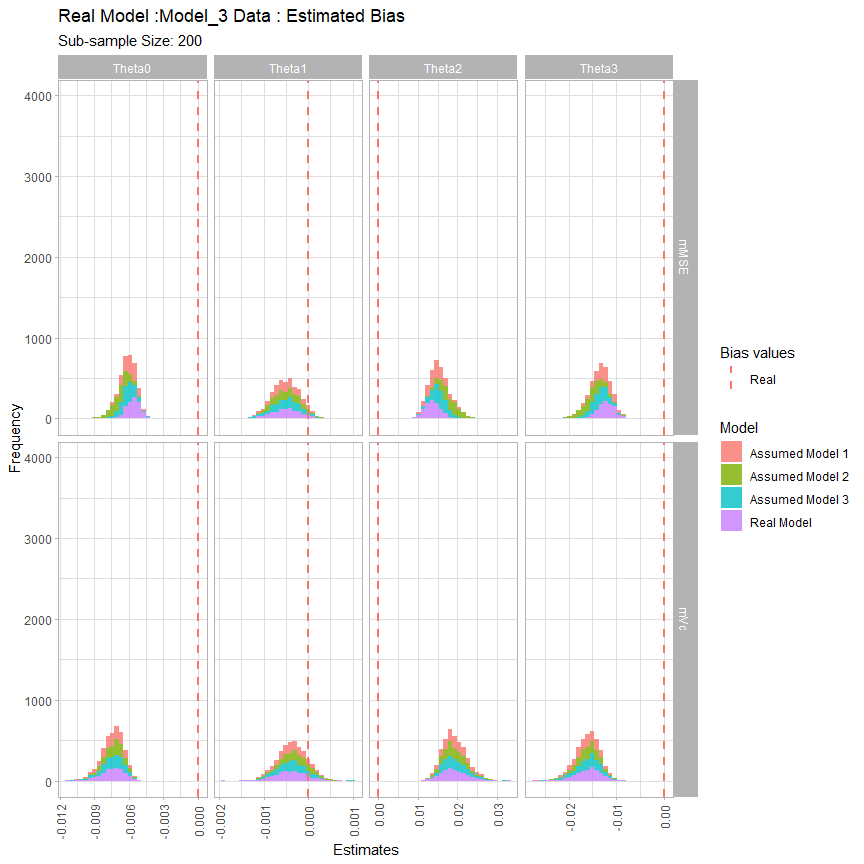 Real Model :Model_3 Data : Estimated Bias
Sub-sample Size: 200
Theta0 Theta1 Theta2 Theta3
4000
3000
2000
1000
0
mMSE
4000
3000
2000
1000
0
mVc
Frequency
-0.012 -0.009 -0.006 -0.003 0.000 -0.002 -0.001 0.000 0.001 0.00 0.01 0.02 0.03 -0.02 -0.01 0.00
Estimates
Bias values
Real
Model
Assumed Model 1
Assumed Model 2
Assumed Model 3
Real Model